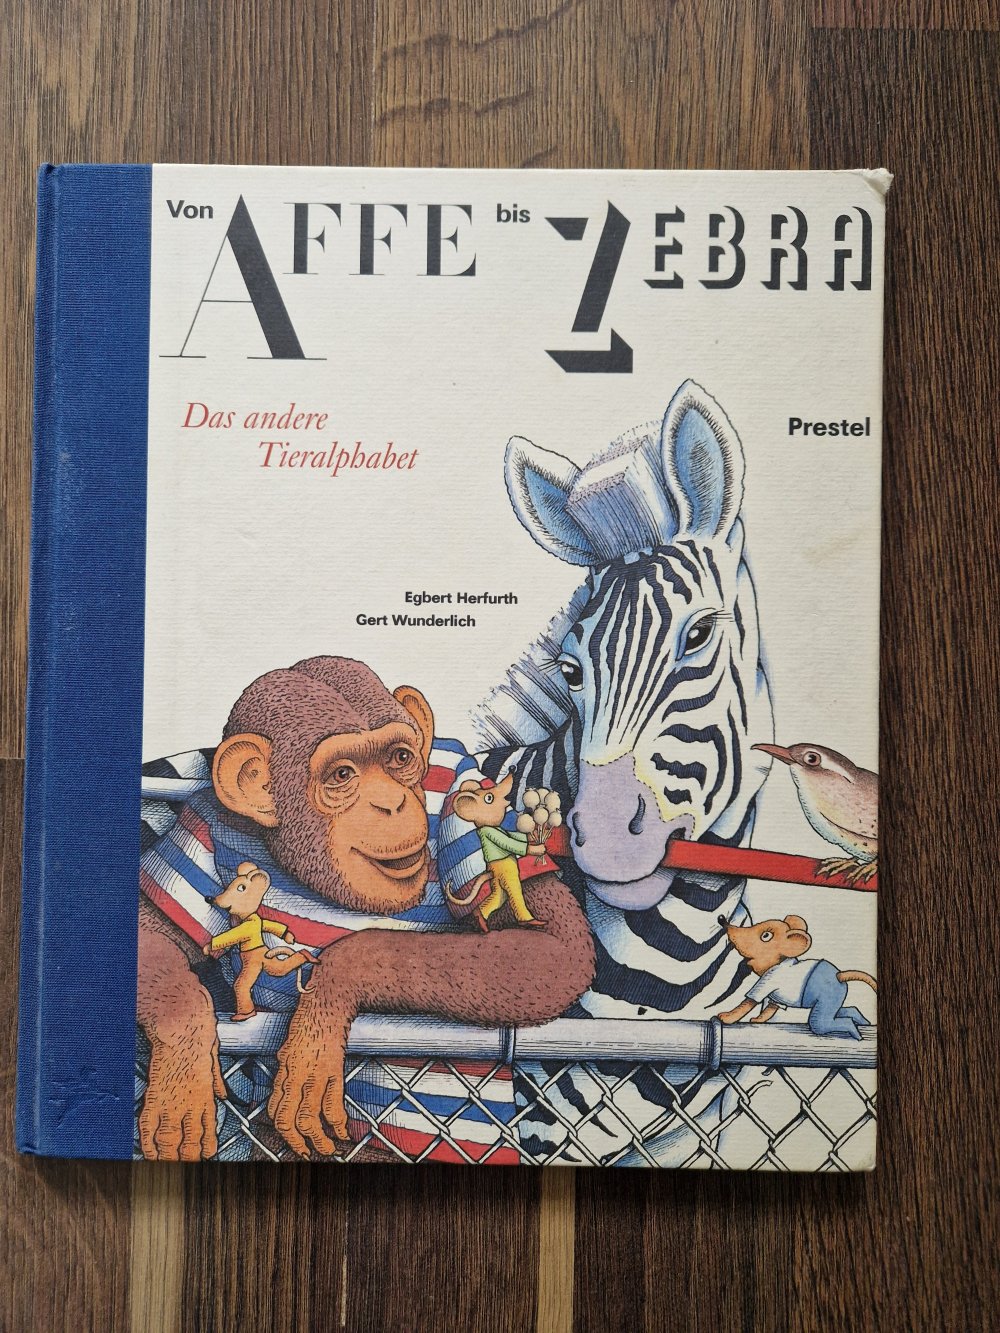 Von AFFE bis ZEBRA
Das andere
Tieralphabet
Prestel
Egbert Herfurth
Gert Wunderlich